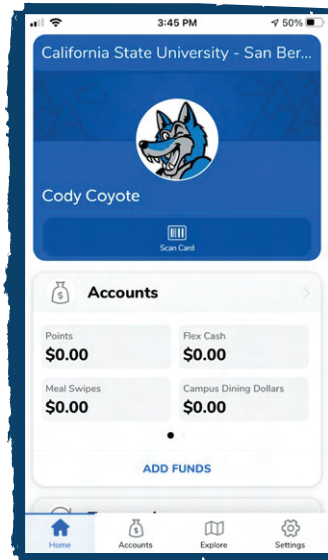 3:45 PM
50%
California State University - San Ber...
Cody Coyote
Scan Card
$
Accounts
Points
$0.00
Flex Cash
$0.00
Meal Swipes
$0.00
Campus Dining Dollars
$0.00
ADD FUNDS
Home
$
Accounts
Explore
Settings